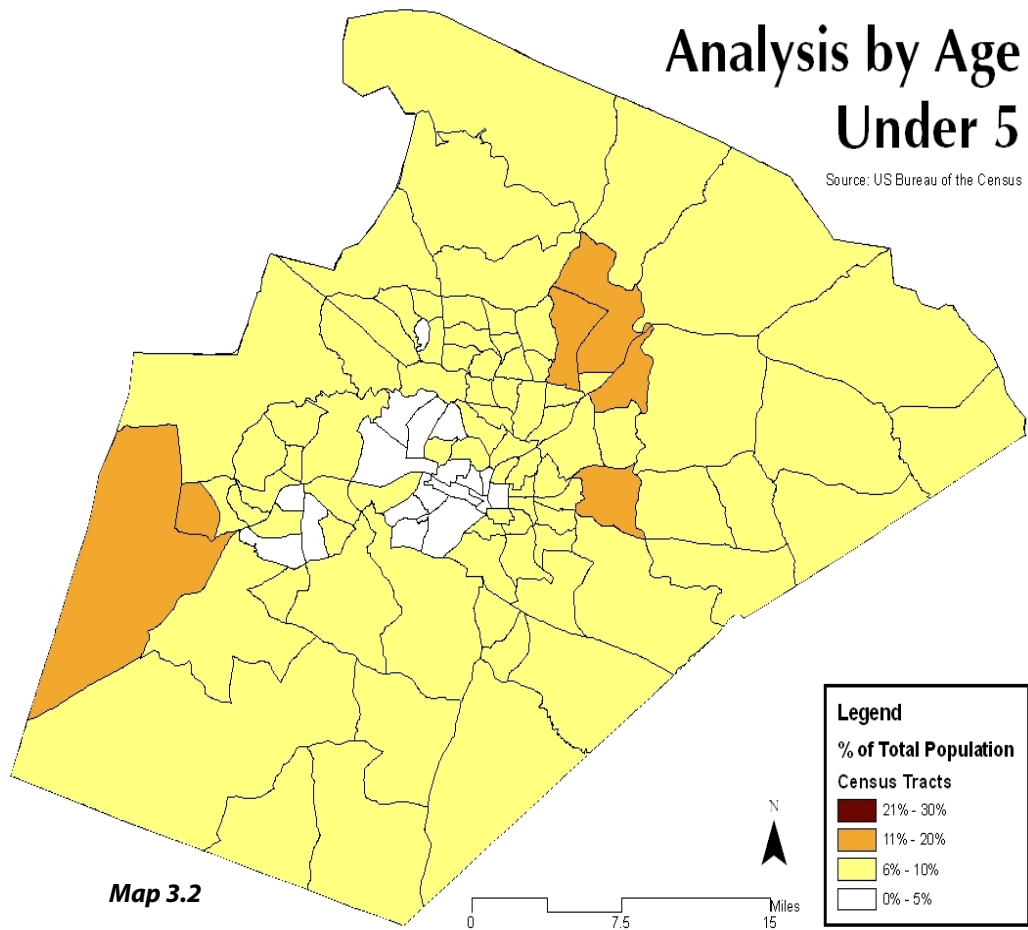 Analysis by Age
Under 5
Source: US Bureau of the Census
Legend
% of Total Population
Census Tracts
21% - 30%
11% - 20%
6% - 10%
0% - 5%
N
Map 3.2
Miles
0 7.5 15